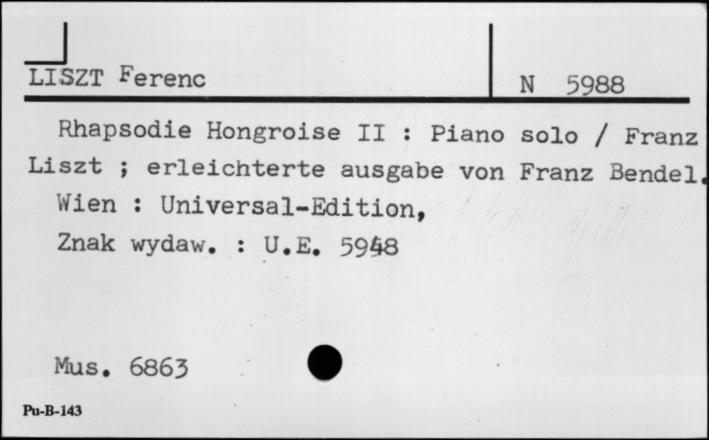 LISZT Ferenc
N 5988
Rhapsodie Hongroise II : Piano solo / Franz
Liszt ; erleichterte ausgabe von Franz Bendel.
Wien : Universal-Edition,
Znak wydaw. : U.E. 5948
Mus. 6863
Pu-B-143